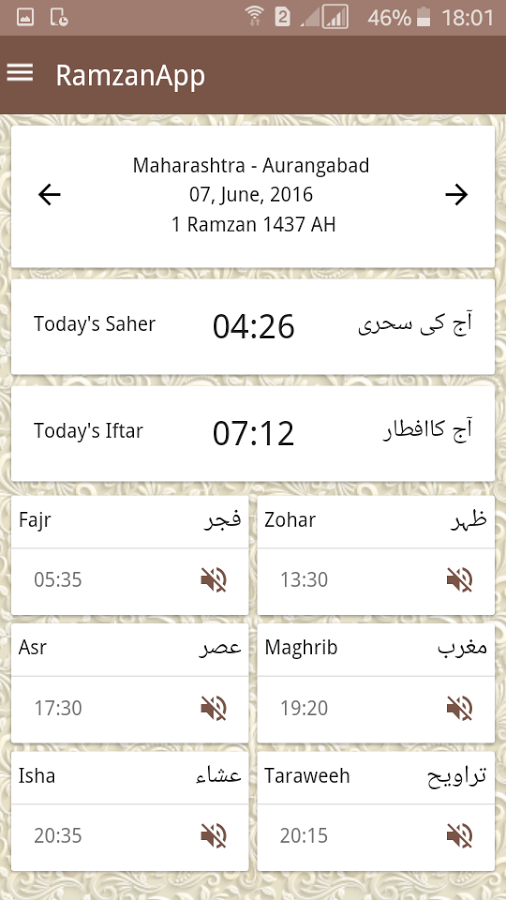 2 46% 18:01
RamzanApp
Maharashtra - Aurangabad
07, June, 2016
1 Ramzan 1437 AH
Today's Saher 04:26 آج کی سحری
Today's Iftar 07:12 آج کاافطار
Fajr فجر
05:35
Zohar ظہر
13:30
Asr عصر
17:30
Maghrib مغرب
19:20
Isha عشاء
20:35
Taraweeh تراویح
20:15